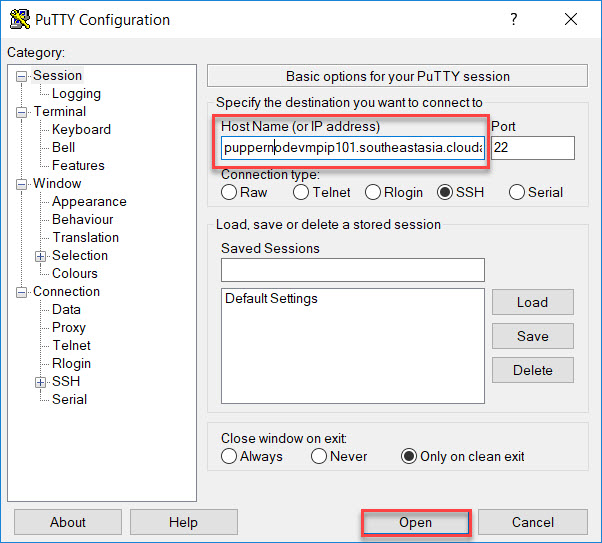 PuTTY Configuration
Category:
Session
Logging
Terminal
Keyboard
Bell
Features
Window
Appearance
Behaviour
Translation
Selection
Colours
Connection
Data
Proxy
Telnet
Rlogin
SSH
Serial
Basic options for your PuTTY session
Specify the destination you want to connect to
Host Name (or IP address) Port
puppernodevmpip101.southeastasia.clouda 22
Connection type:
Raw Telnet Rlogin SSH Serial
Load, save or delete a stored session
Saved Sessions
Default Settings
Load
Save
Delete
Close window on exit:
Always Never Only on clean exit
About Help Open Cancel